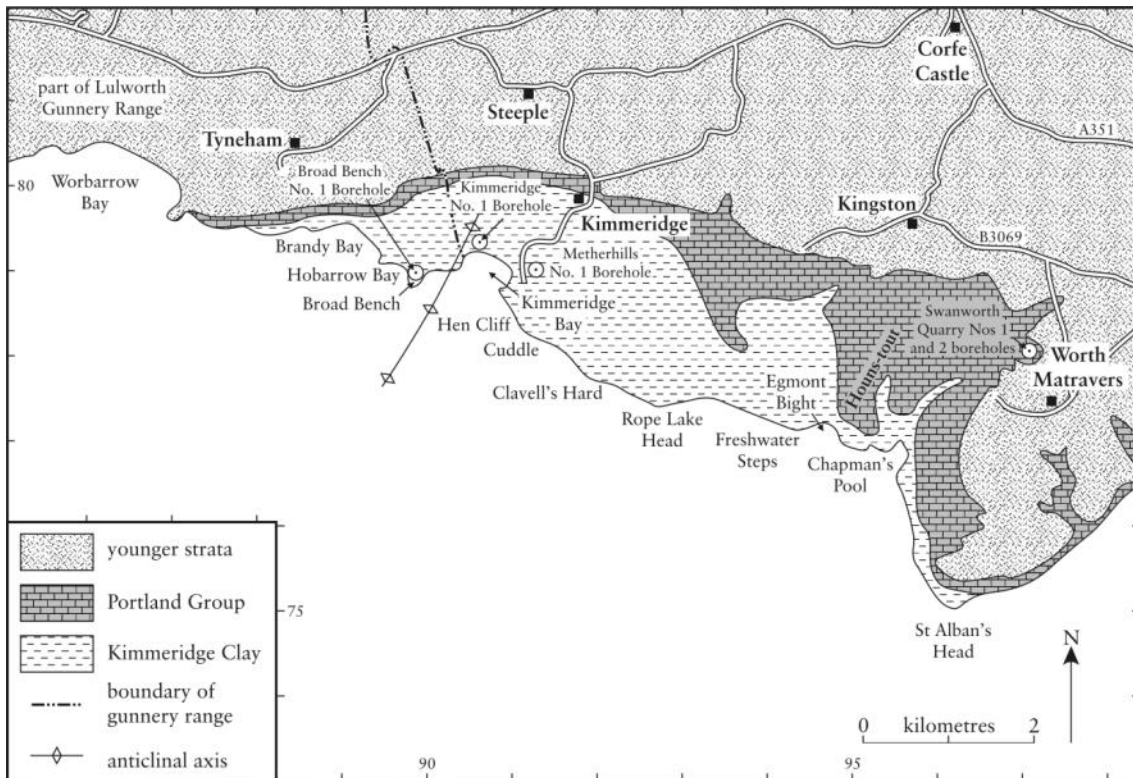 Corfe
Castle
part of Lulworth
Gunnery Range
Steeple
A351
Tyneham
Broad Bench
No. 1 Borehole
80
Worbarrow
Bay
Kimmeridge
No. 1 Borehole
Kimmeridge
Kingston
B3069
Brandy Bay
Hobarrow Bay
Broad Bench
Metherhills
No. 1 Borehole
Kimmeridge
Bay
Hen Cliff
Cuddle
Clavell's Hard
Rope Lake
Head
Freshwater
Steps
Egmont
Bight
Houns-tout
Chapman's
Pool
Swanworth
Quarry Nos 1
and 2 boreholes
Worth
Matravers
St Alban's
Head
75
younger strata
Portland Group
Kimmeridge Clay
boundary of
gunnery range
anticlinal axis
N
0 kilometres 2
90
95